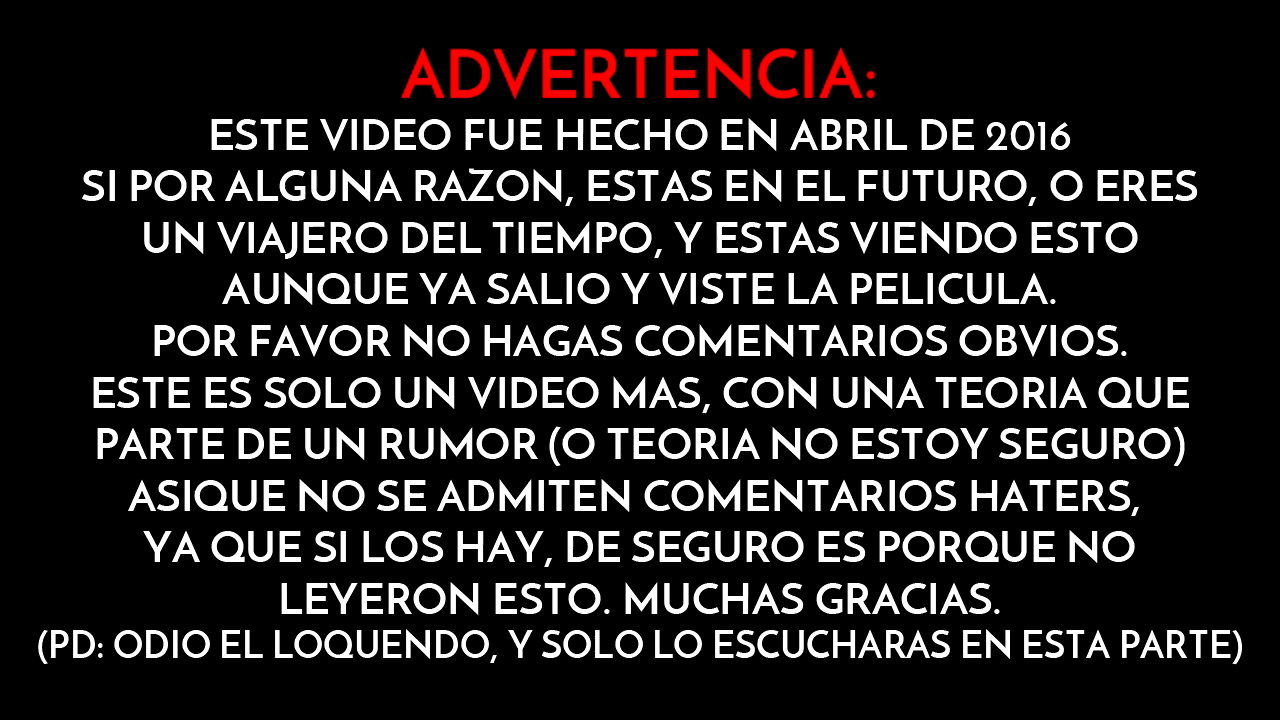 ADVERTENCIA:
ESTE VIDEO FUE HECHO EN ABRIL DE 2016
SI POR ALGUNA RAZON, ESTAS EN EL FUTURO, O ERES
UN VIAJERO DEL TIEMPO, Y ESTAS VIENDO ESTO
AUNQUE YA SALIO Y VISTE LA PELICULA.
POR FAVOR NO HAGAS COMENTARIOS OBVIOS.
ESTE ES SOLO UN VIDEO MAS, CON UNA TEORIA QUE
PARTE DE UN RUMOR (O TEORIA NO ESTOY SEGURO)
ASIQUE NO SE ADMITEN COMENTARIOS HATERS,
YA QUE SI LOS HAY, DE SEGURO ES PORQUE NO
LEYERON ESTO. MUCHAS GRACIAS.
(PD: ODIO EL LOQUENDO, Y SOLO LO ESCUCHARAS EN ESTA PARTE)